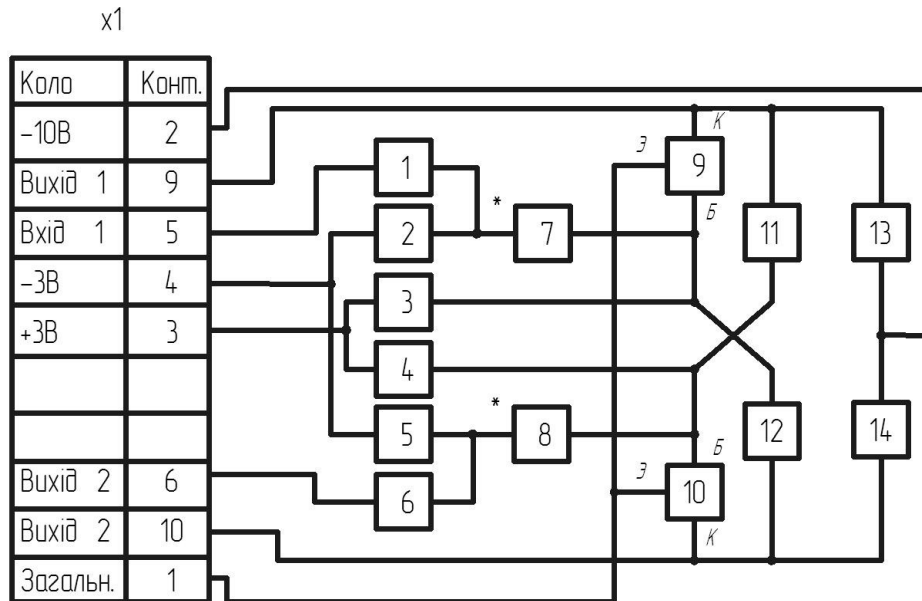 x1
Коло Конт.
-10В 2
Вихід 1 9
Вхід 1 5
-3В 4
+3В 3
Вихід 2 6
Вихід 2 10
Загальн. 1
1
2
3
4
5
6
*
7
*
8
К
Э
9
Б
Б
Э
10
К
11
12
13
14